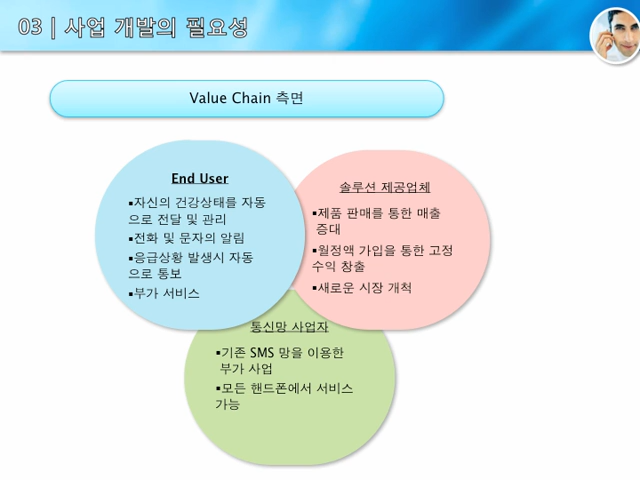 03 | 사업 개발의 필요성
Value Chain 측면
End User
▪자신의 건강상태를 자동
으로 전달 및 관리
▪전화 및 문자의 알림
▪응급상황 발생시 자동
으로 통보
▪부가 서비스
솔루션 제공업체
▪제품 판매를 통한 매출
증대
▪월정액 가입을 통한 고정
수익 창출
▪새로운 시장 개척
통신망 사업자
▪기존 SMS 망을 이용한
부가 사업
▪모든 핸드폰에서 서비스
가능